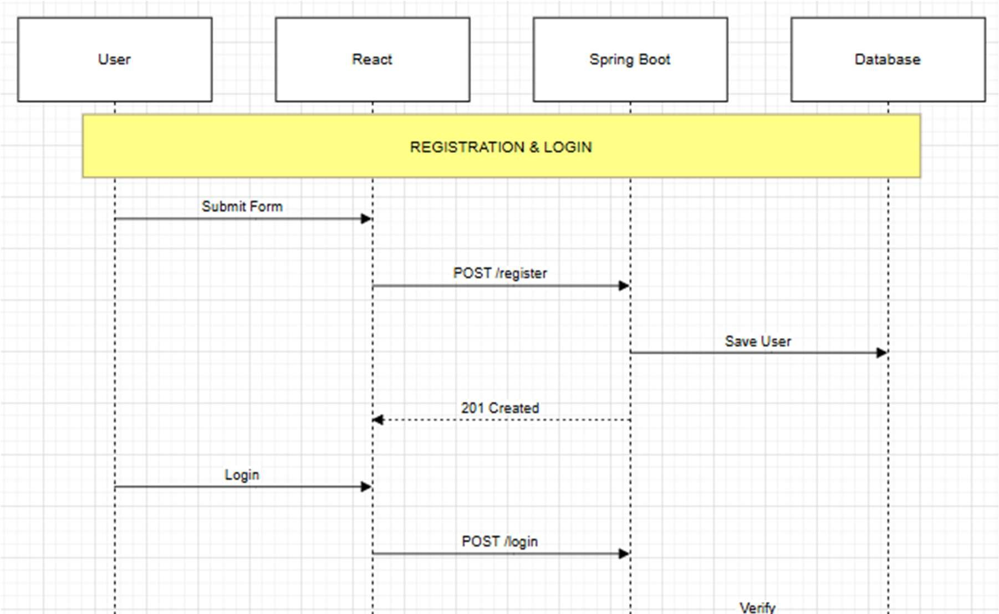 User
React
Spring Boot
Database
REGISTRATION & LOGIN
Submit Form
POST /register
Save User
201 Created
Login
POST /login
Verify